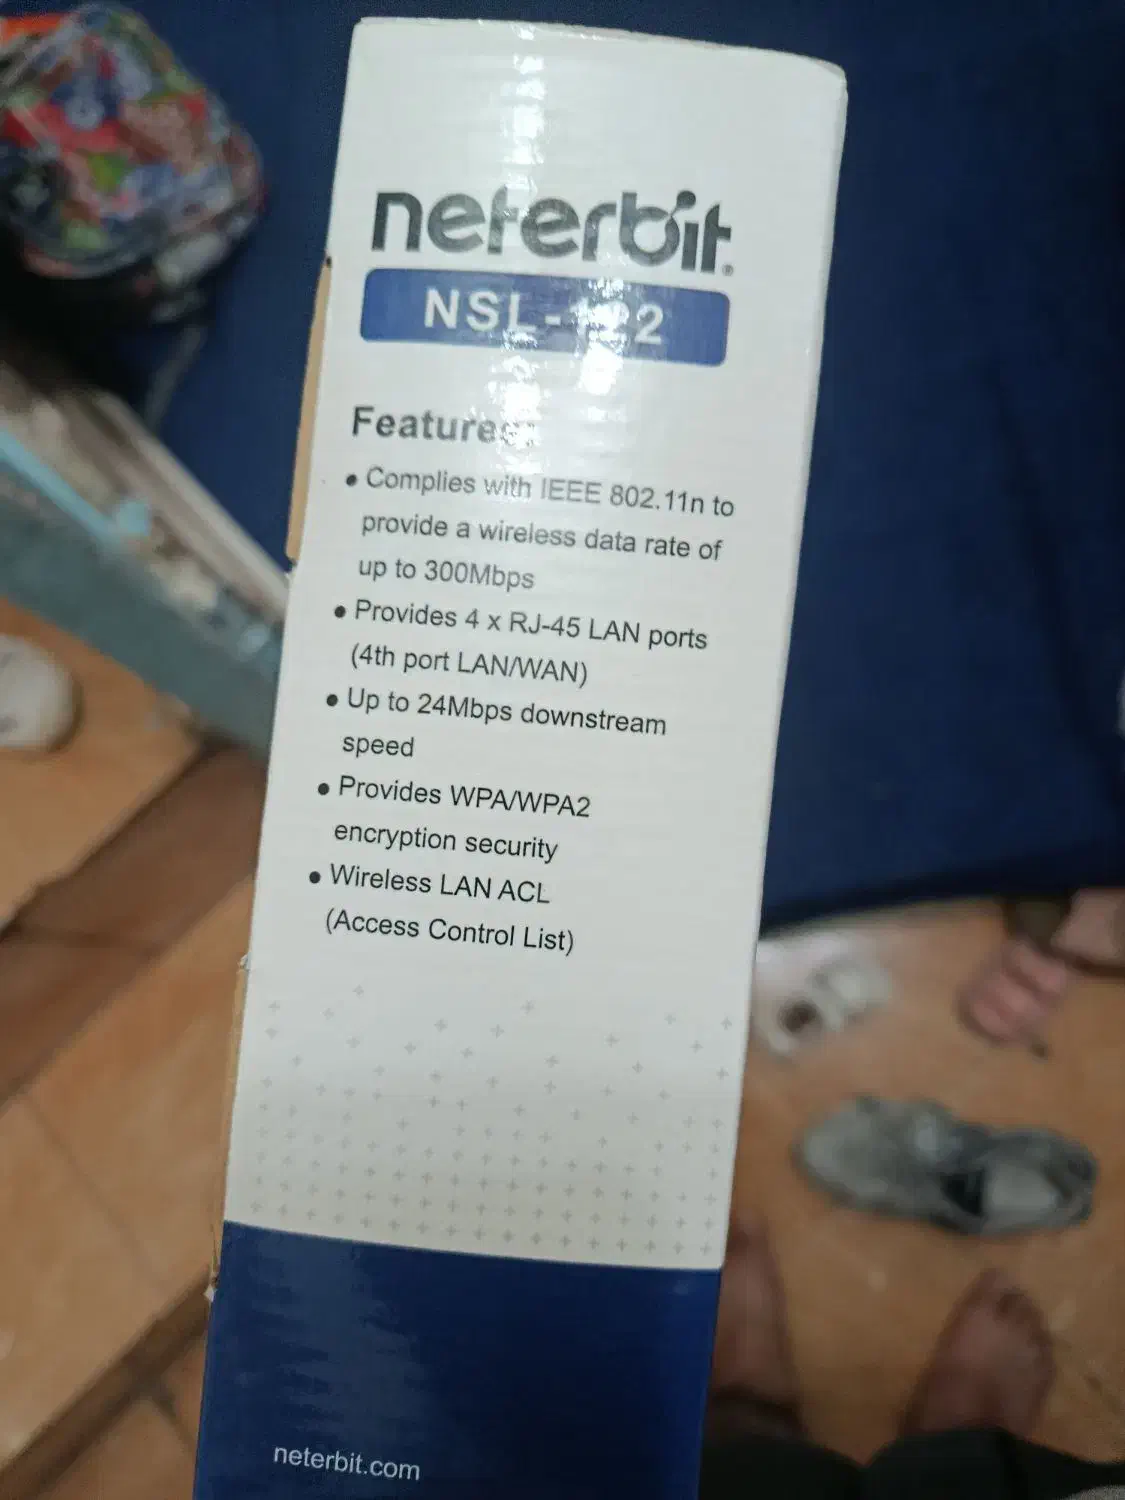 neterbit®
NSL-122
Features:
• Complies with IEEE 802.11n to
provide a wireless data rate of
up to 300Mbps
• Provides 4 x RJ-45 LAN ports
(4th port LAN/WAN)
• Up to 24Mbps downstream
speed
• Provides WPA/WPA2
encryption security
• Wireless LAN ACL
(Access Control List)
neterbit.com